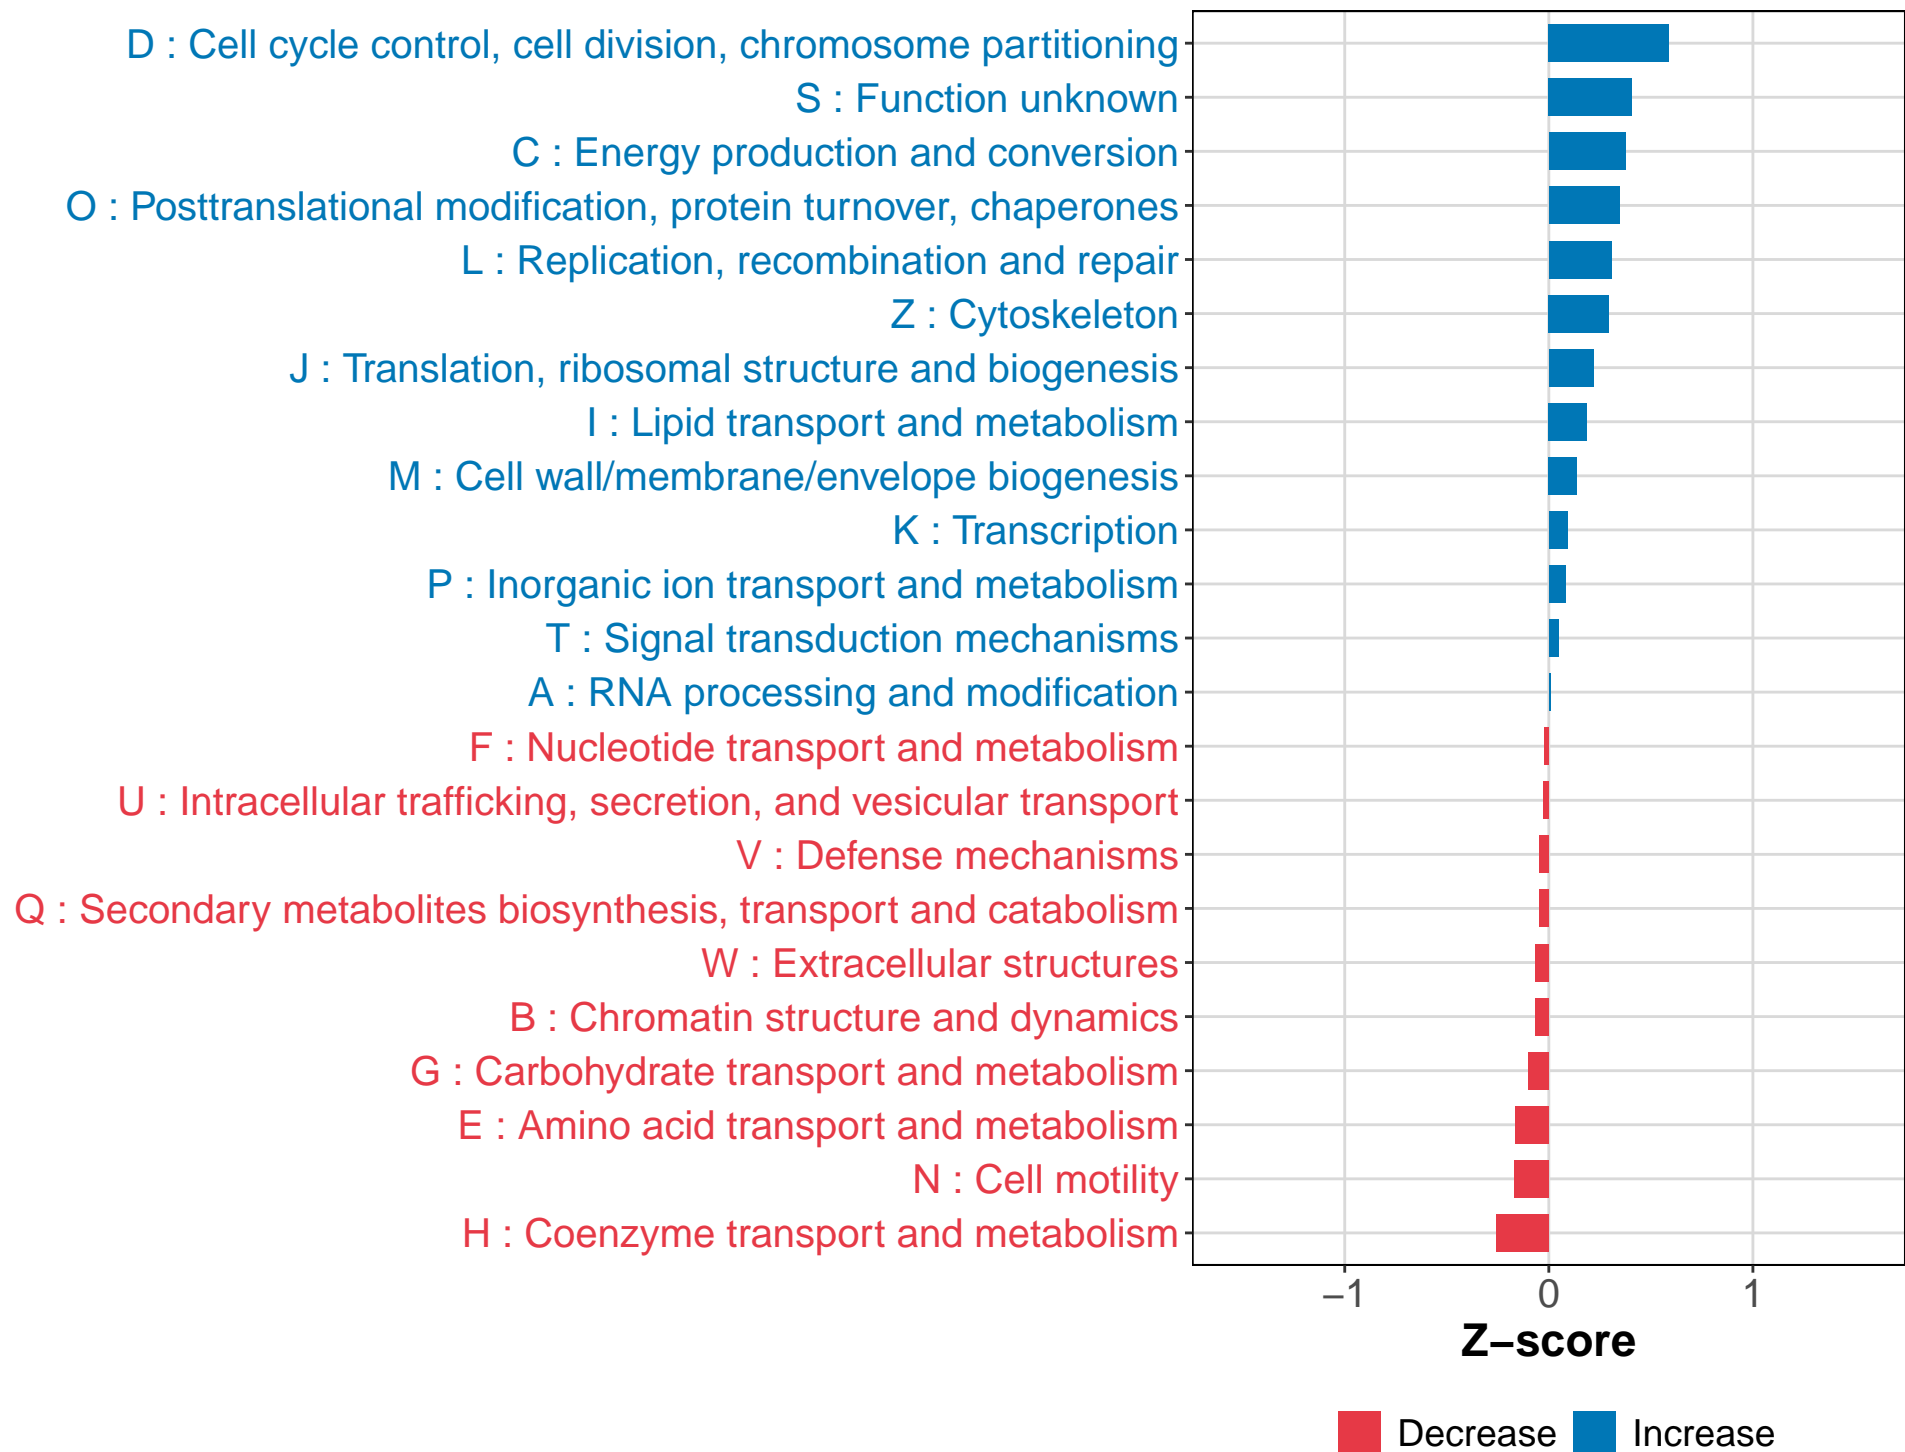 D : Cell cycle control, cell division, chromosome partitioning
S : Function unknown
C : Energy production and conversion
O : Posttranslational modification, protein turnover, chaperones
L : Replication, recombination and repair
Z : Cytoskeleton
J : Translation, ribosomal structure and biogenesis
I : Lipid transport and metabolism
M : Cell wall/membrane/envelope biogenesis
K : Transcription
P : Inorganic ion transport and metabolism
T : Signal transduction mechanisms
A : RNA processing and modification
F : Nucleotide transport and metabolism
U : Intracellular trafficking, secretion, and vesicular transport
V : Defense mechanisms
Q : Secondary metabolites biosynthesis, transport and catabolism
W : Extracellular structures
B : Chromatin structure and dynamics
G : Carbohydrate transport and metabolism
E : Amino acid transport and metabolism
N : Cell motility
H : Coenzyme transport and metabolism
−1 0 1
Z−score
Decrease Increase